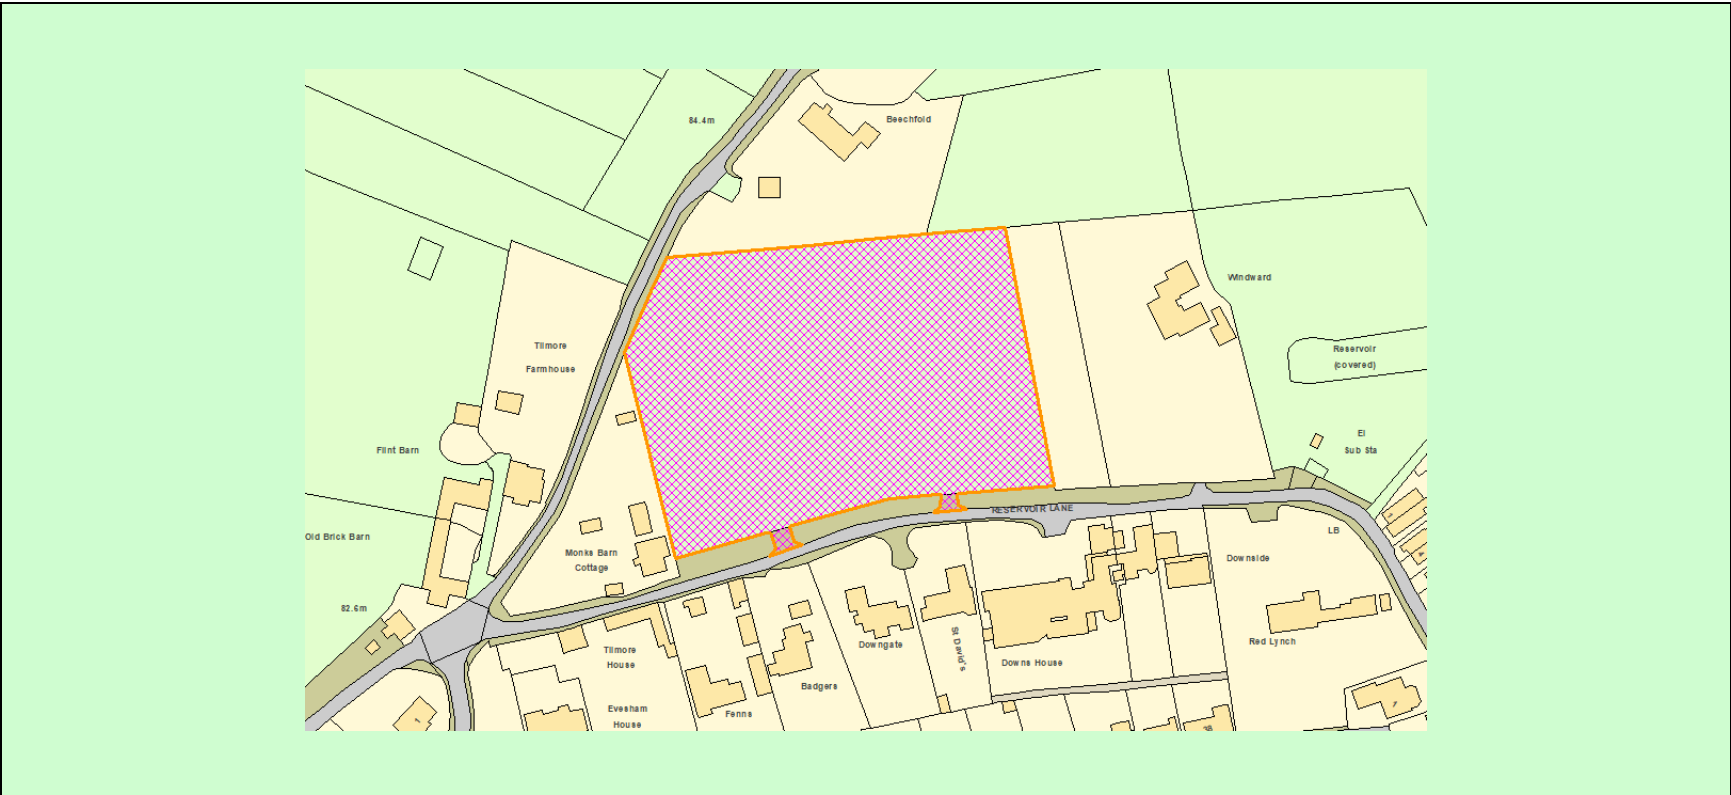 84.4m
Beechfold
Windward
Tilmore
Farmhouse
Reservoir
(covered)
El
Sub Sta
Flint Barn
RESERVOIR LANE
Old Brick Barn
Monks Barn
Cottage
LB
Downside
82.6m
Tilmore
House
Downgate
St David's
Downs House
Red Lynch
Badgers
Evesham
House
Fenns
1
7